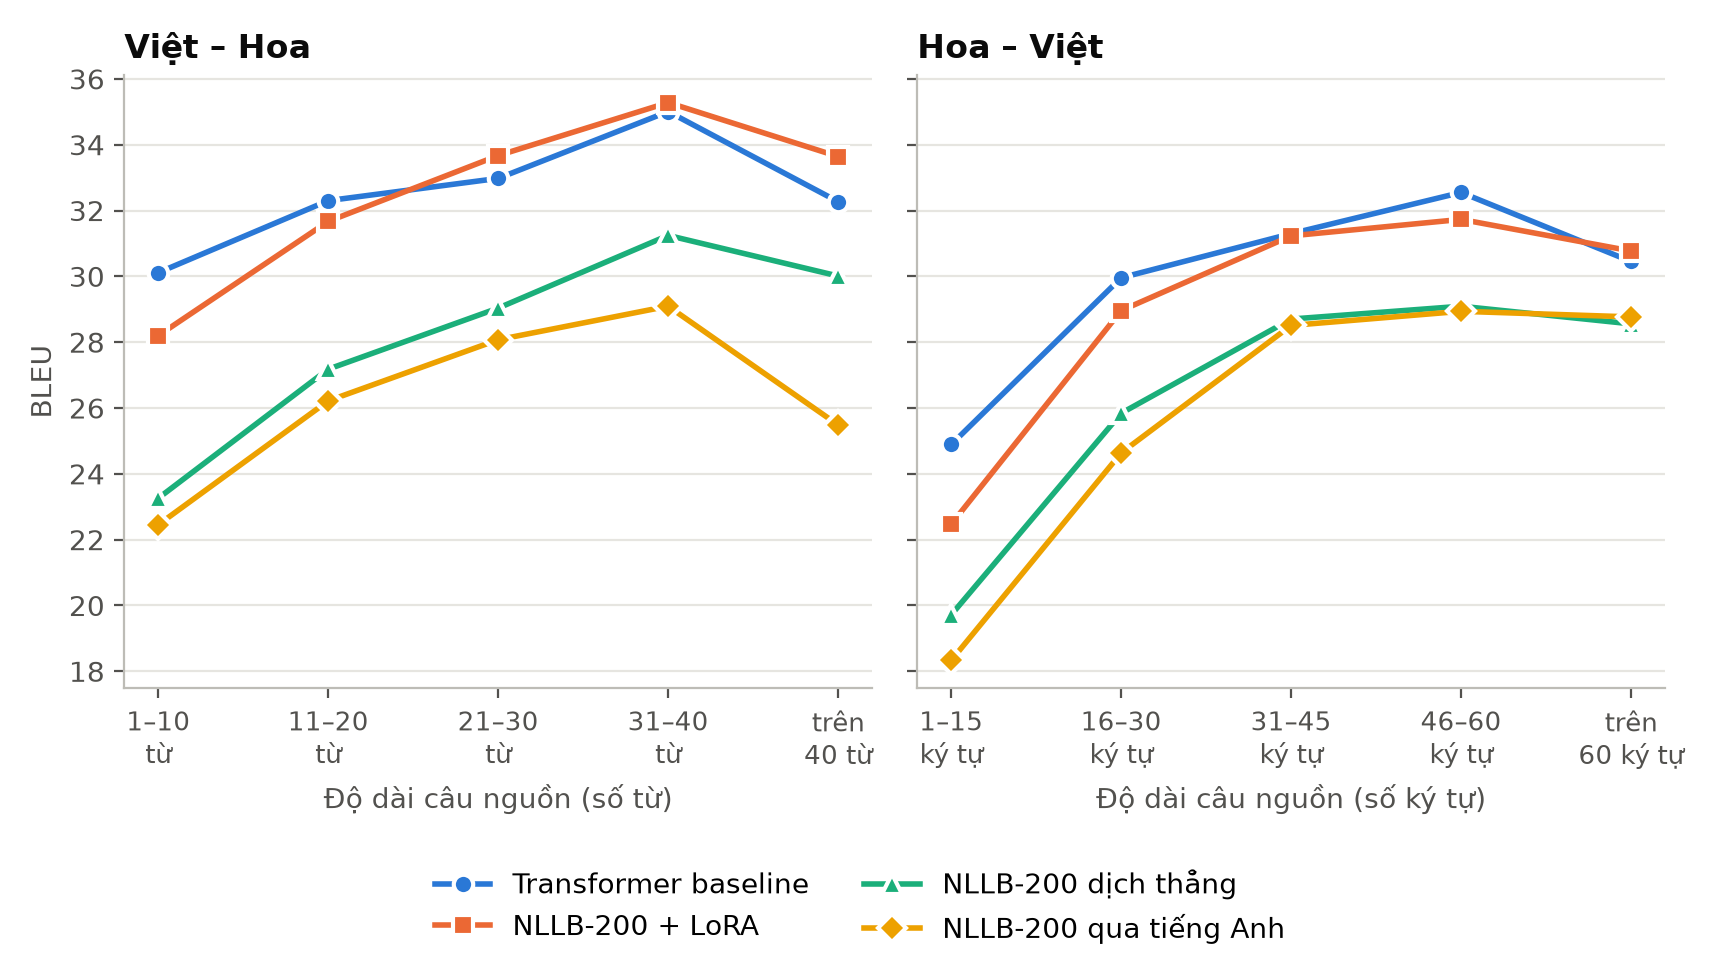 Việt – Hoa
Hoa – Việt
36
34
32
30
28
26
24
22
20
18
BLEU
1–10 từ
11–20 từ
21–30 từ
31–40 từ
trên 40 từ
Độ dài câu nguồn (số từ)
1–15 ký tự
16–30 ký tự
31–45 ký tự
46–60 ký tự
trên 60 ký tự
Độ dài câu nguồn (số ký tự)
Transformer baseline
NLLB-200 + LoRA
NLLB-200 dịch thẳng
NLLB-200 qua tiếng Anh